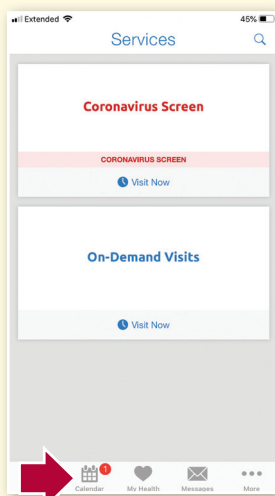 Extended 45%
Services
Coronavirus Screen
CORONAVIRUS SCREEN
Visit Now
On-Demand Visits
Visit Now
1
Calendar My Health Messages More